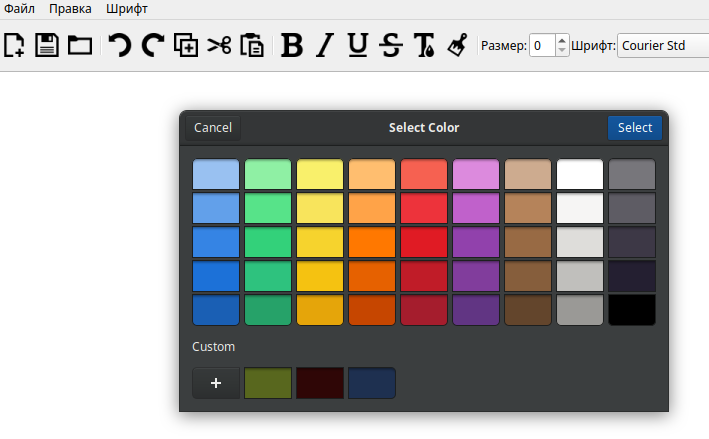 Файл Правка Шрифт
B I U S T Размер: 0 Шрифт: Courier Std
Cancel Select Color Select
Custom
+